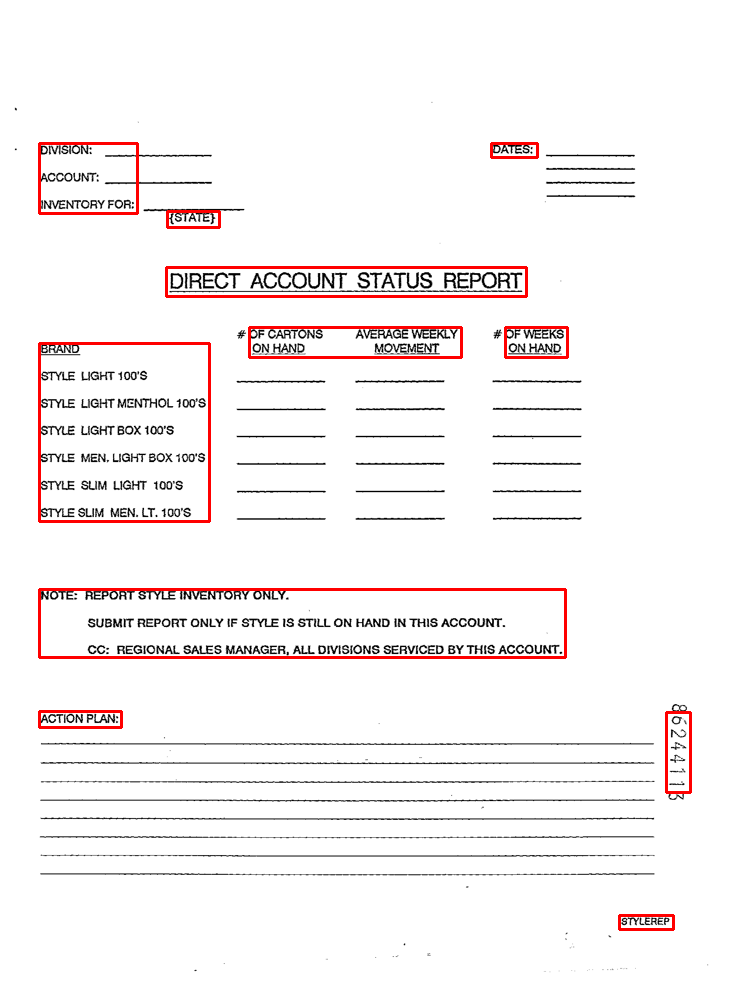 DIVISION:
DATES:
ACCOUNT:
INVENTORY FOR:
{STATE}
DIRECT ACCOUNT STATUS REPORT
# OF CARTONS AVERAGE WEEKLY # OF WEEKS
BRAND ON HAND MOVEMENT ON HAND
STYLE LIGHT 100'S
STYLE LIGHT MENTHOL 100'S
STYLE LIGHT BOX 100'S
STYLE MEN. LIGHT BOX 100'S
STYLE SLIM LIGHT 100'S
STYLE SLIM MEN. LT. 100'S
NOTE: REPORT STYLE INVENTORY ONLY.
SUBMIT REPORT ONLY IF STYLE IS STILL ON HAND IN THIS ACCOUNT.
CC: REGIONAL SALES MANAGER, ALL DIVISIONS SERVICED BY THIS ACCOUNT.
ACTION PLAN:
86244113
STYLEREP